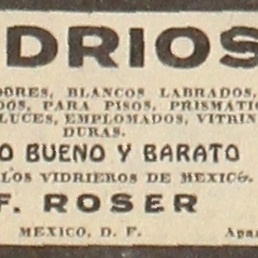 DRIOS
DORES, BLANCOS LABRADOS,
DOS, PARA PISOS, PRISMATIC
LUCES, EMPLOMADOS, VITRIN
DURAS.
O BUENO Y BARATO
LOS VIDRIEROS DE MEXICO.
F. ROSER
MEXICO, D. F. Apar